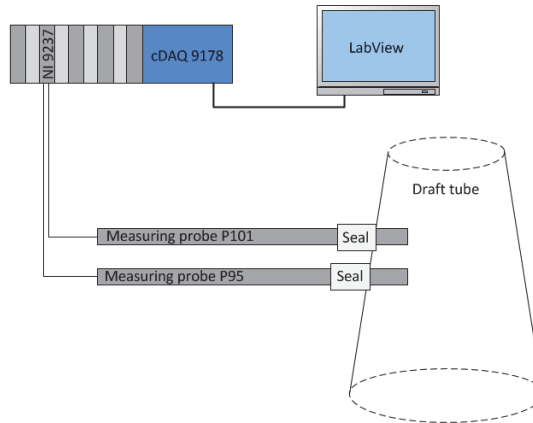 NI 9237
cDAQ 9178
LabView
Draft tube
Measuring probe P101
Seal
Measuring probe P95
Seal